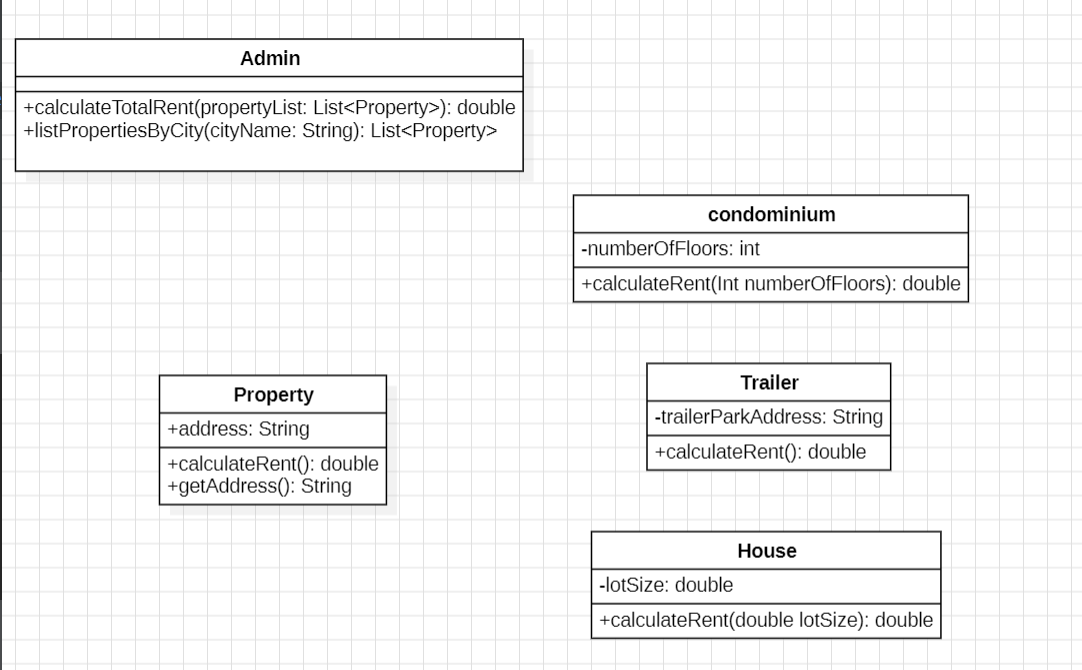 Admin
+calculateTotalRent(propertyList: List<Property>): double
+listPropertiesByCity(cityName: String): List<Property>
condominium
-numberOfFloors: int
+calculateRent(Int numberOfFloors): double
Property
+address: String
+calculateRent(): double
+getAddress(): String
Trailer
-trailerParkAddress: String
+calculateRent(): double
House
-lotSize: double
+calculateRent(double lotSize): double